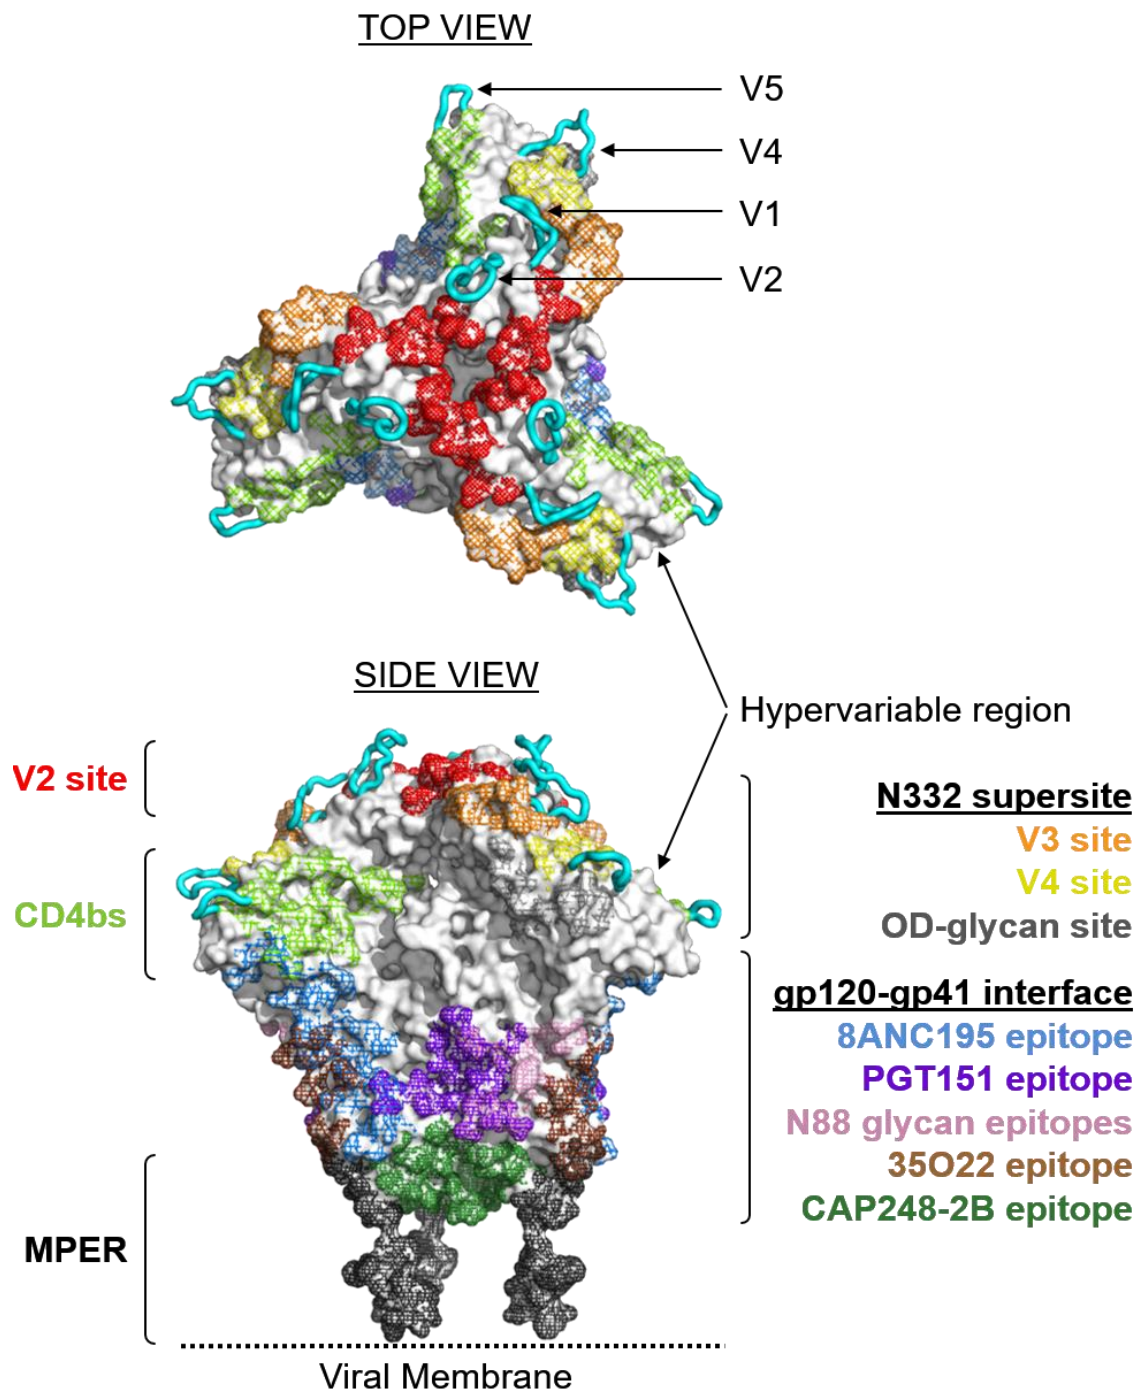 TOP VIEW
V5
V4
V1
V2
SIDE VIEW
Hypervariable region
V2 site
CD4bs
MPER
N332 supersite
V3 site
V4 site
OD-glycan site
gp120-gp41 interface
8ANC195 epitope
PGT151 epitope
N88 glycan epitopes
35O22 epitope
CAP248-2B epitope
Viral Membrane